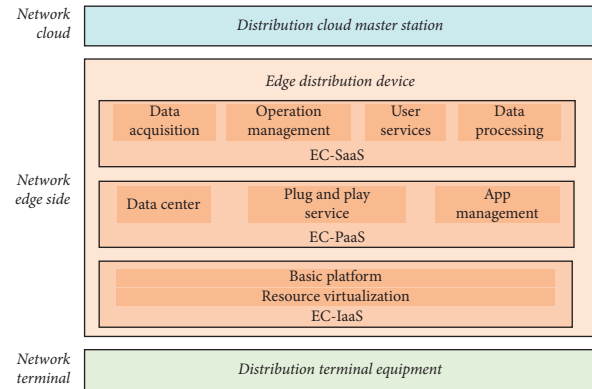 Network
cloud
Distribution cloud master station
Network
edge side
Edge distribution device
Data
acquisition
Operation
management
User
services
Data
processing
EC-SaaS
Data center
Plug and play
service
App
management
EC-PaaS
Basic platform
Resource virtualization
EC-IaaS
Network
terminal
Distribution terminal equipment